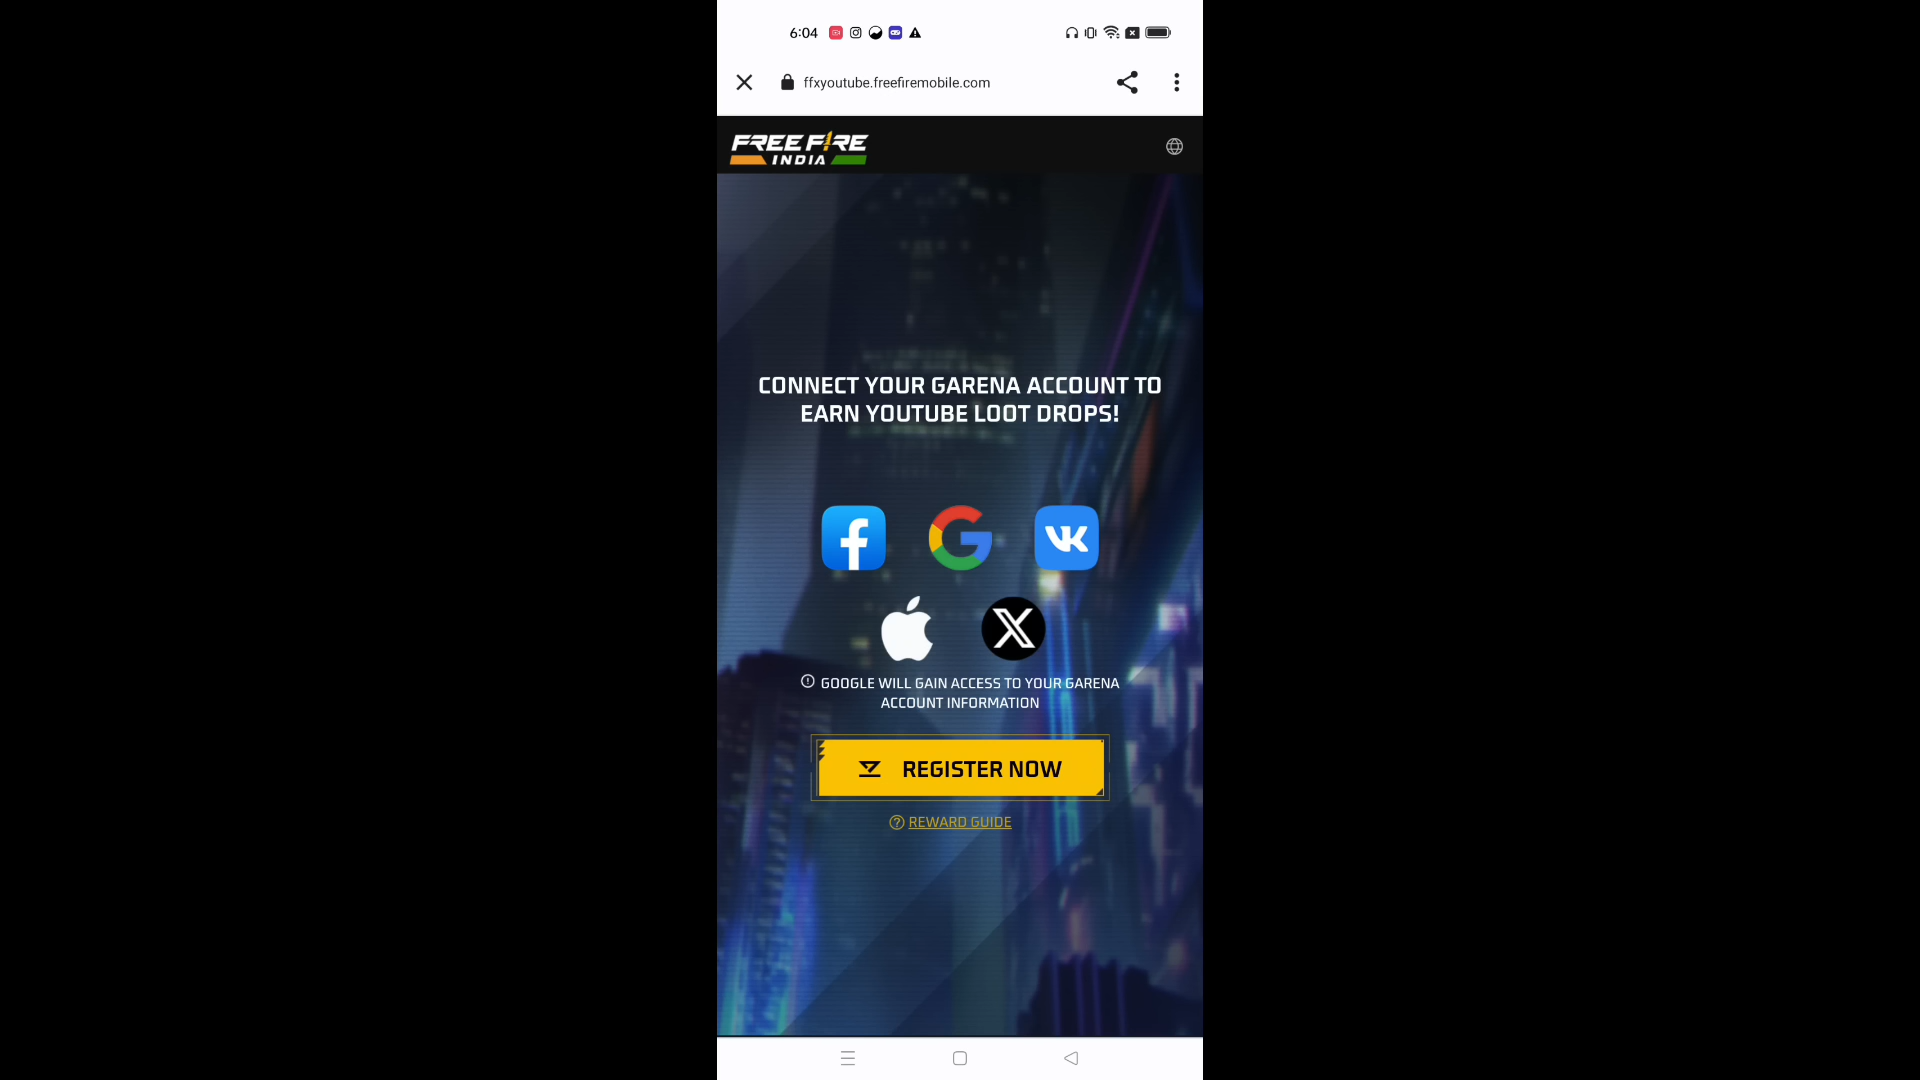 6:04
ffxyoutube.freefiremobile.com
FREE FIRE
INDIA
CONNECT YOUR GARENA ACCOUNT TO
EARN YOUTUBE LOOT DROPS!
GOOGLE WILL GAIN ACCESS TO YOUR GARENA
ACCOUNT INFORMATION
REGISTER NOW
REWARD GUIDE